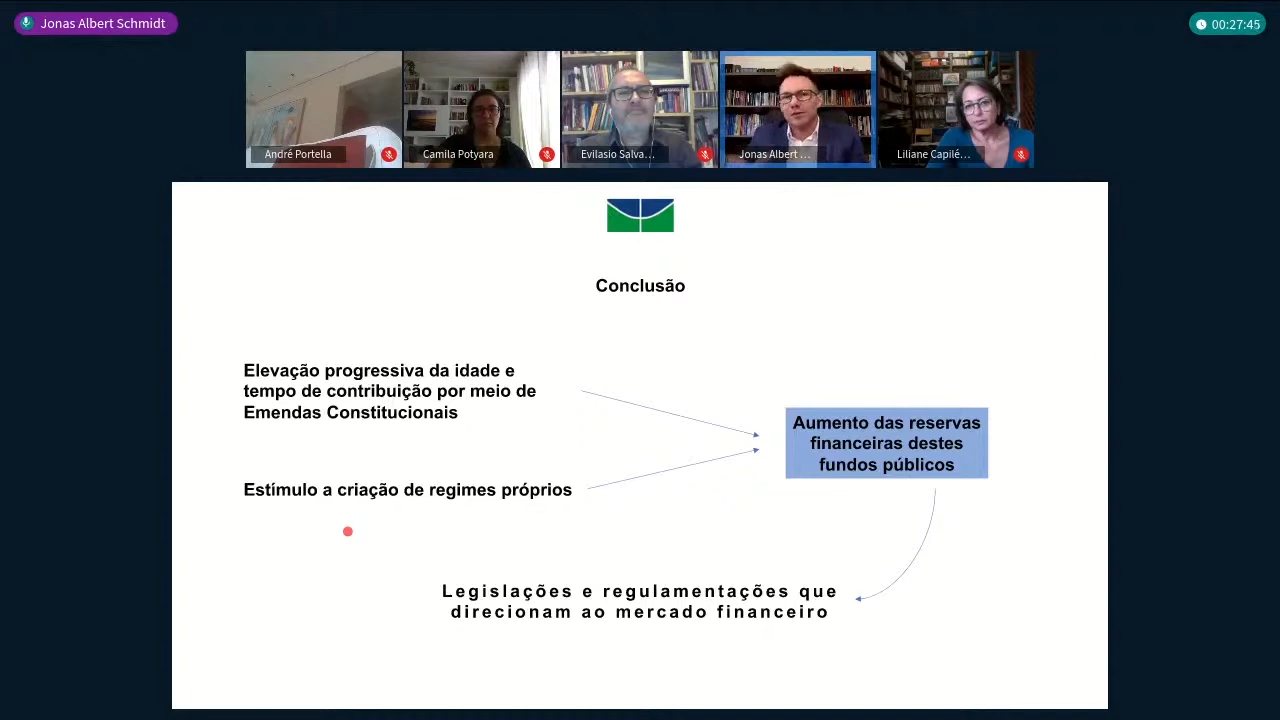 Jonas Albert Schmidt
00:27:45
André Portella
Camila Potyara
Evilasio Salva...
Jonas Albert ...
Liliane Capilé...
Conclusão
Elevação progressiva da idade e
tempo de contribuição por meio de
Emendas Constitucionais
Aumento das reservas
financeiras destes
fundos públicos
Estímulo a criação de regimes próprios
Legislações e regulamentações que
direcionam ao mercado financeiro